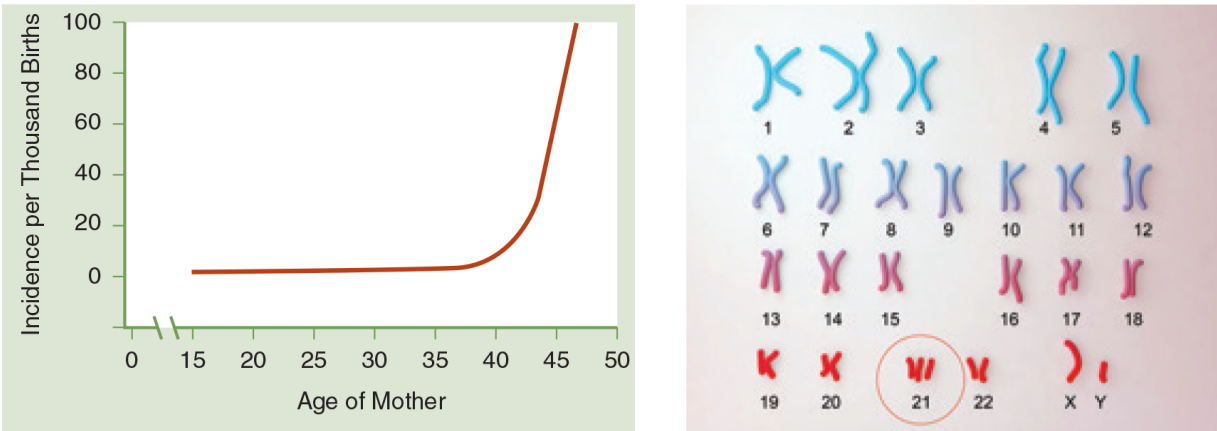 Incidence per Thousand Births
100
80
60
40
20
0
0 15 20 25 30 35 40 45 50
Age of Mother
1 2 3 4 5
6 7 8 9 10 11 12
13 14 15 16 17 18
19 20 21 22 X Y